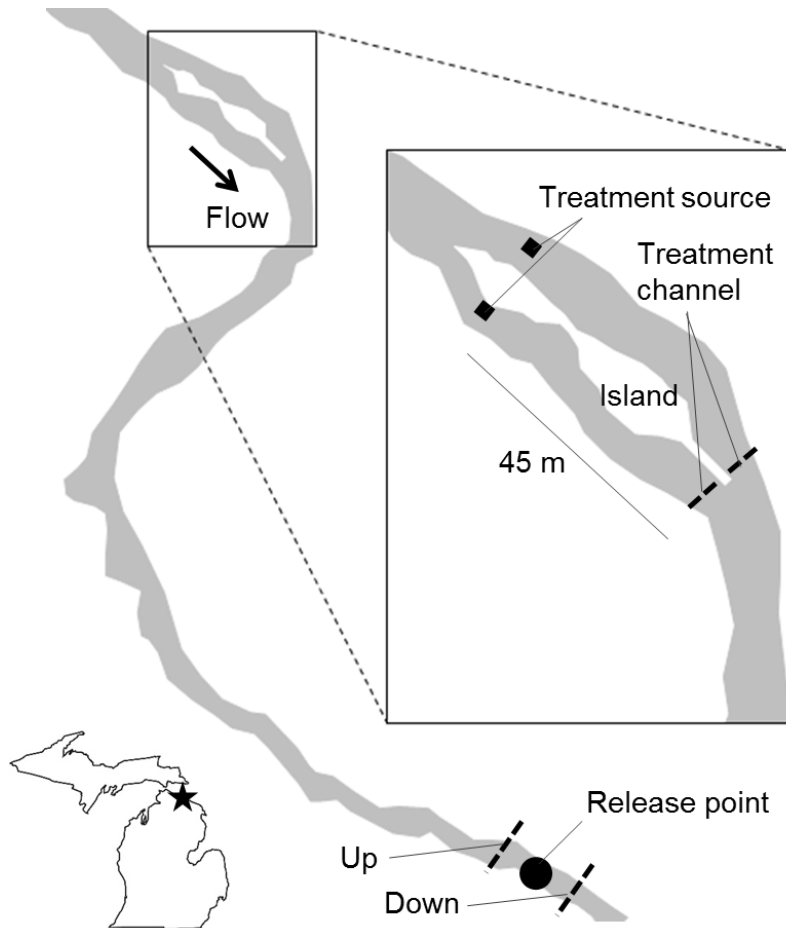 Flow
Treatment source
Treatment
channel
Island
45 m
Release point
Up
Down